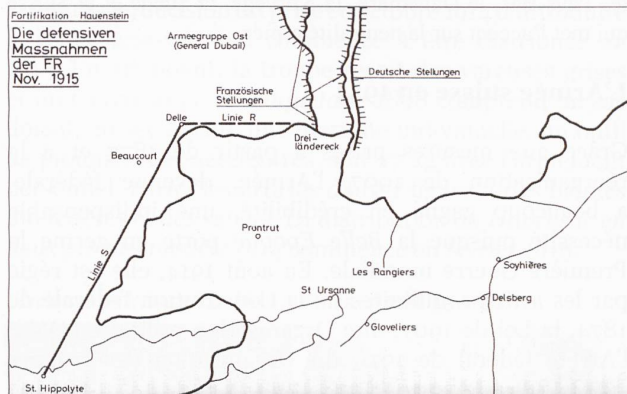 Fortifikation Hauenstein
Die defensiven
Massnahmen
der FR
Nov. 1915
Armeegruppe Ost
(General Dubail)
Deutsche Stellungen
Französische
Stellungen
Delle
Linie R
Drei-
ländereck
Beaucourt
Linie S
Pruntrut
Les Rangiers
Soyhières
St Ursanne
Delsberg
Gloveliers
St. Hippolyte